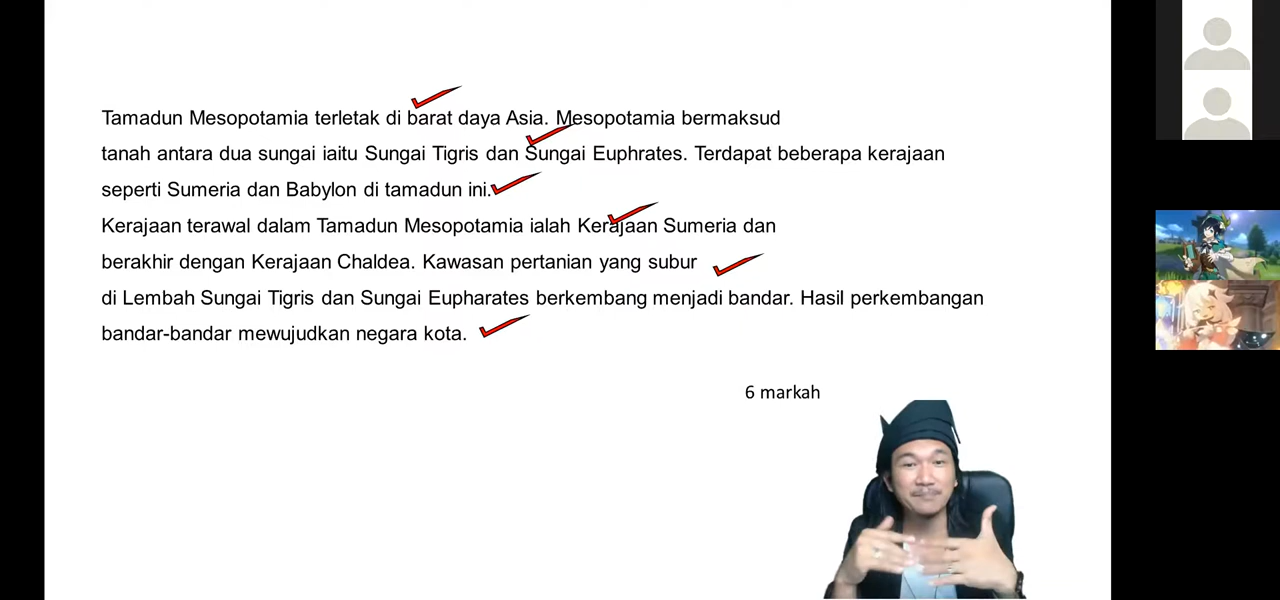 Tamadun Mesopotamia terletak di barat daya Asia. Mesopotamia bermaksud
tanah antara dua sungai iaitu Sungai Tigris dan Sungai Euphrates. Terdapat beberapa kerajaan
seperti Sumeria dan Babylon di tamadun ini.
Kerajaan terawal dalam Tamadun Mesopotamia ialah Kerajaan Sumeria dan
berakhir dengan Kerajaan Chaldea. Kawasan pertanian yang subur
di Lembah Sungai Tigris dan Sungai Eupharates berkembang menjadi bandar. Hasil perkembangan
bandar-bandar mewujudkan negara kota.
6 markah